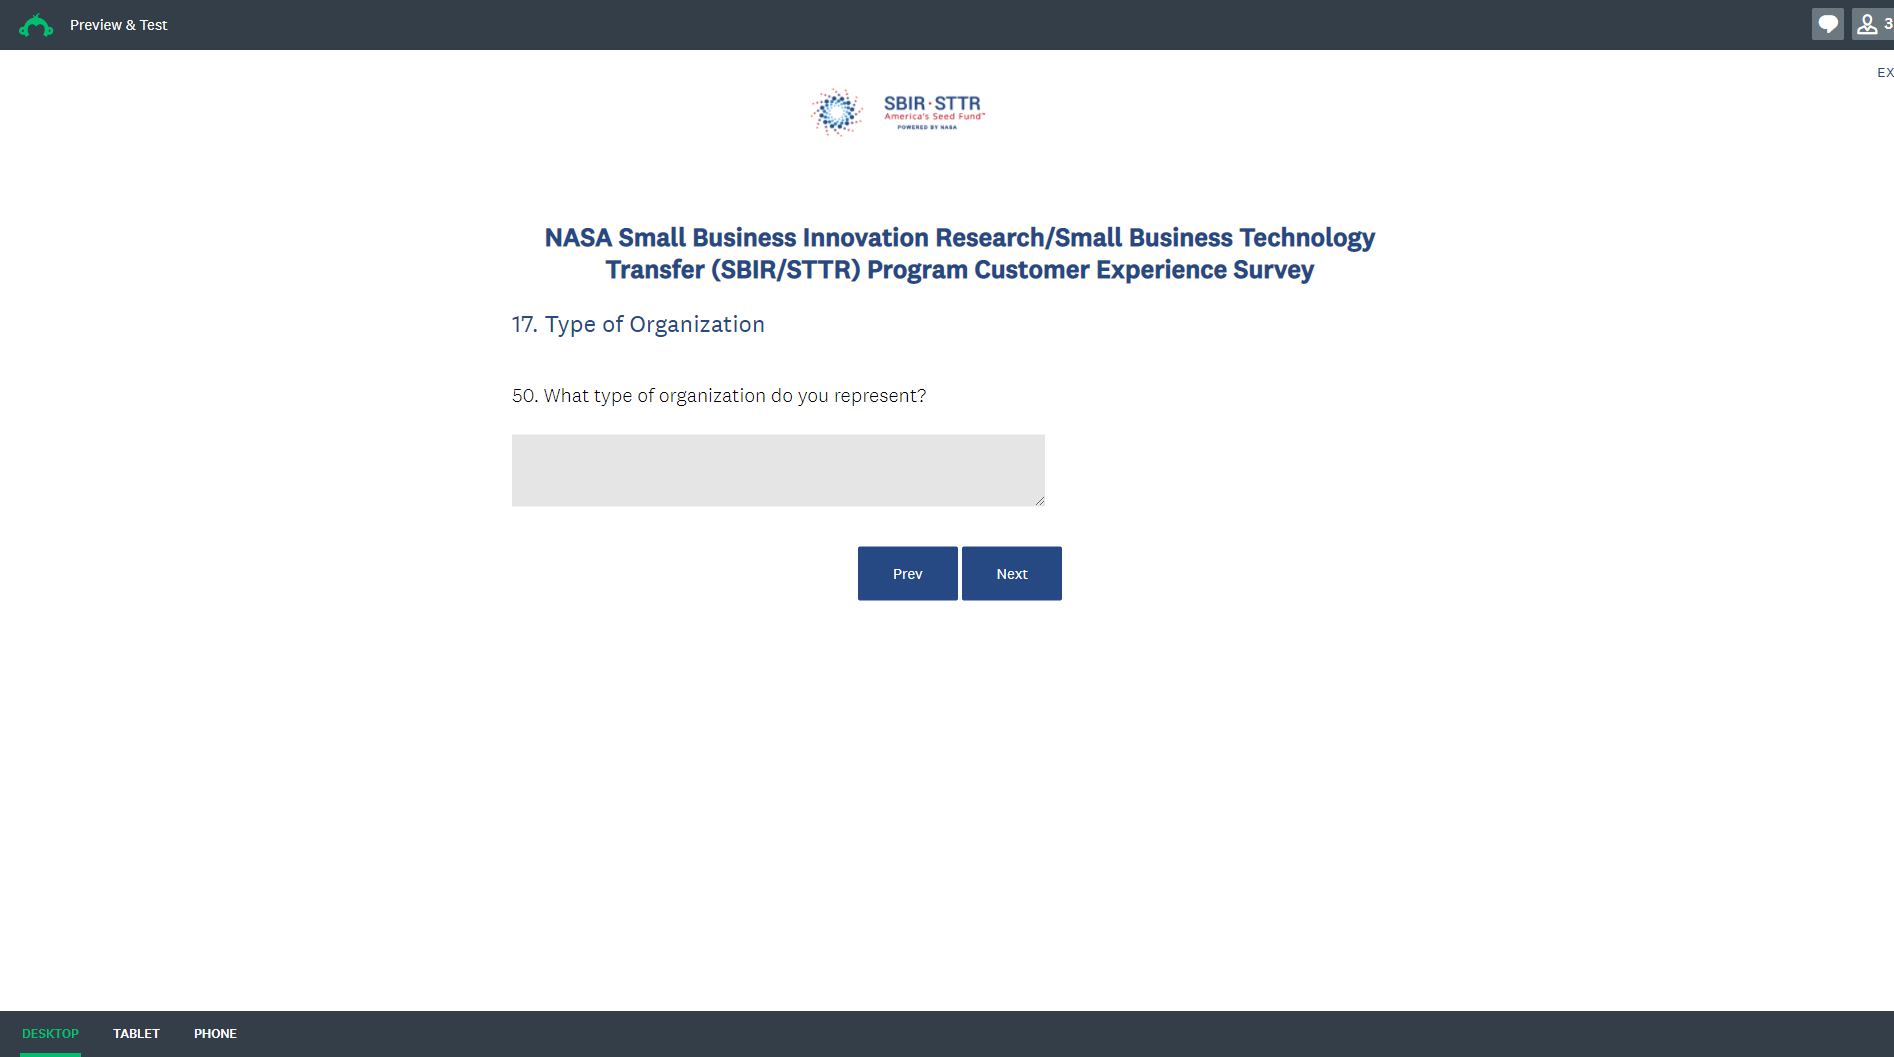 Preview & Test
3
EX
SBIR·STTR
America's Seed Fund™
POWERED BY NASA
NASA Small Business Innovation Research/Small Business Technology
Transfer (SBIR/STTR) Program Customer Experience Survey
17. Type of Organization
50. What type of organization do you represent?
Prev Next
DESKTOP TABLET PHONE